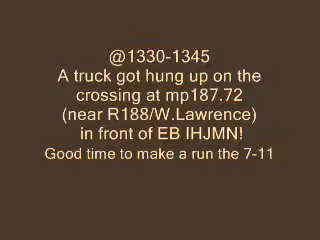 @1330-1345
A truck got hung up on the
crossing at mp187.72
(near R188/W.Lawrence)
in front of EB IHJMN!
Good time to make a run the 7-11